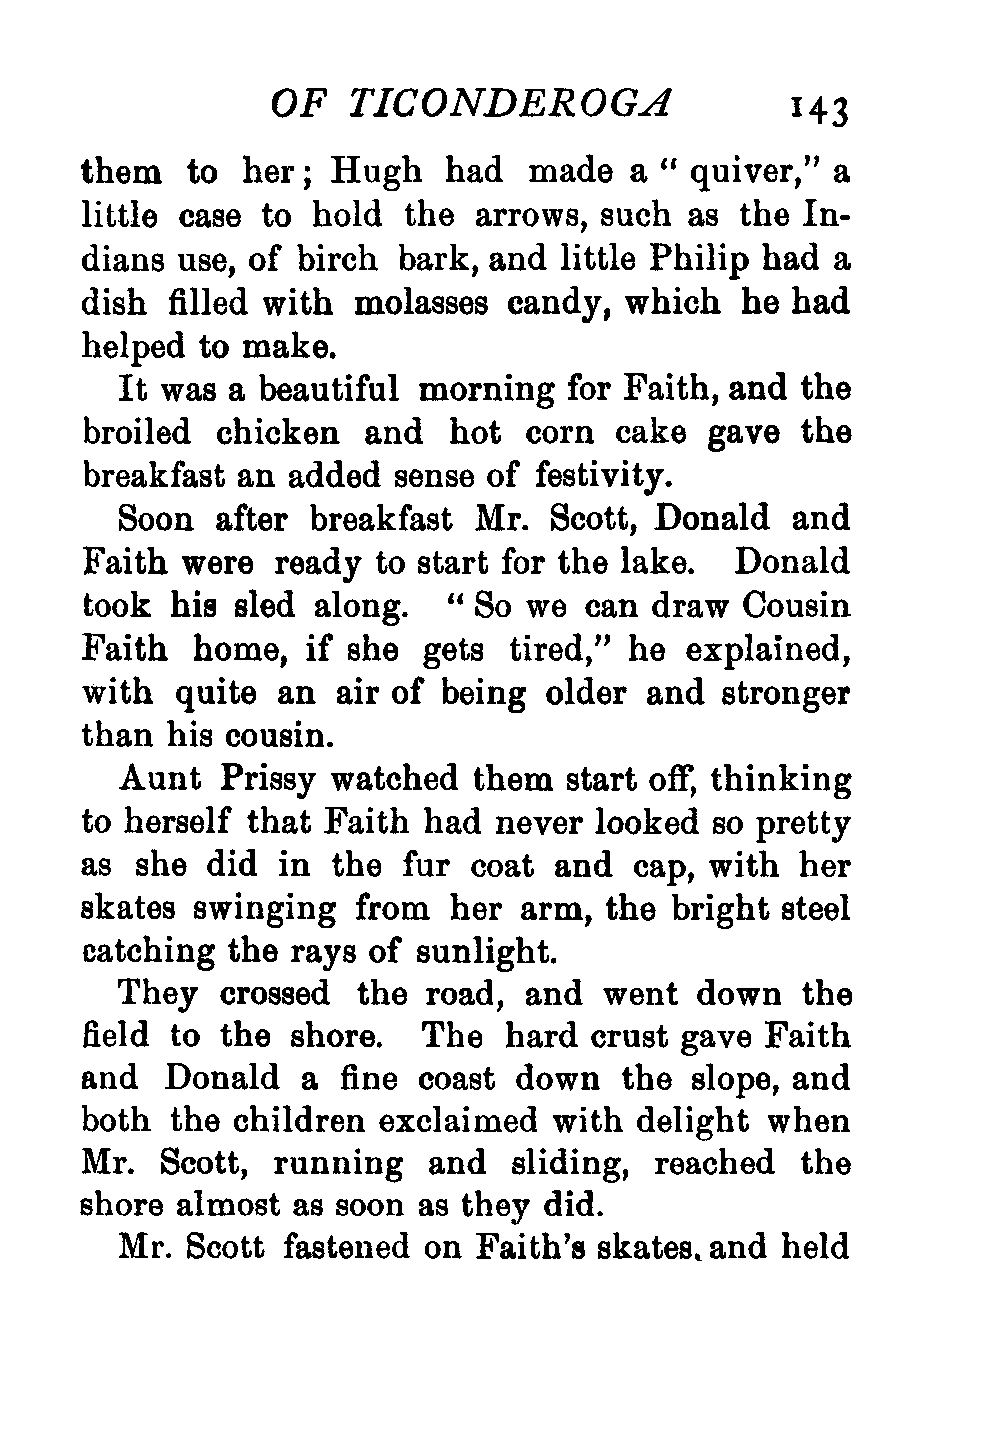 OF TICONDEROGA 143
them to her; Hugh had made a " quiver," a
little case to hold the arrows, such as the In-
dians use, of birch bark, and little Philip had a
dish filled with molasses candy, which he had
helped to make.
It was a beautiful morning for Faith, and the
broiled chicken and hot corn cake gave the
breakfast an added sense of festivity.
Soon after breakfast Mr. Scott, Donald and
Faith were ready to start for the lake. Donald
took his sled along. " So we can draw Cousin
Faith home, if she gets tired," he explained,
with quite an air of being older and stronger
than his cousin.
Aunt Prissy watched them start off, thinking
to herself that Faith had never looked so pretty
as she did in the fur coat and cap, with her
skates swinging from her arm, the bright steel
catching the rays of sunlight.
They crossed the road, and went down the
field to the shore. The hard crust gave Faith
and Donald a fine coast down the slope, and
both the children exclaimed with delight when
Mr. Scott, running and sliding, reached the
shore almost as soon as they did.
Mr. Scott fastened on Faith's skates, and held